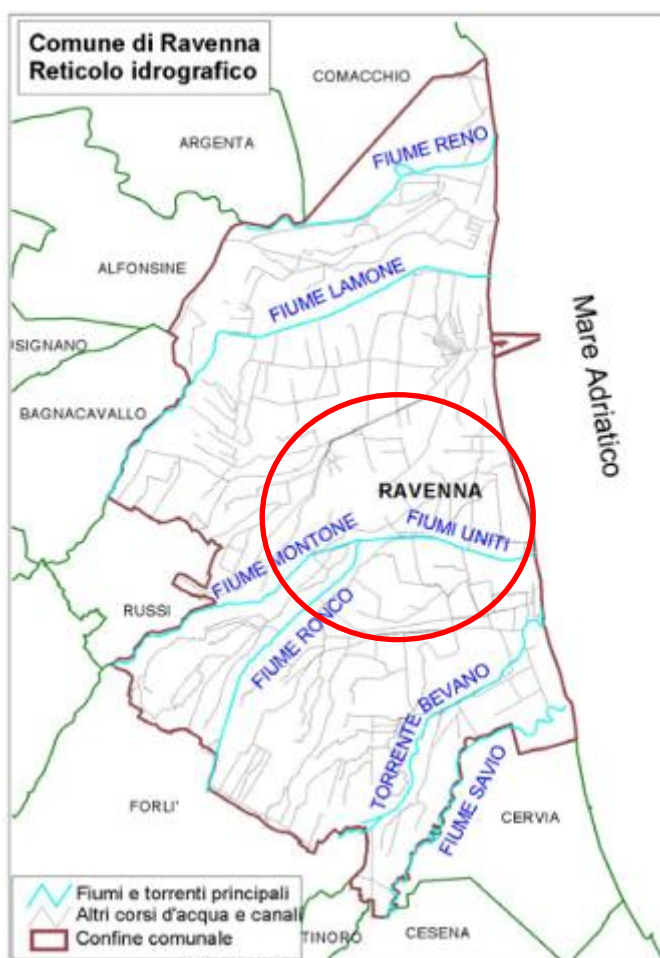 Comune di Ravenna
Reticolo idrografico
COMACCHIO
ARGENTA
FIUME RENO
ALFONSINE
FIUME LAMONE
USIGNANO
Mare Adriatico
BAGNACAVALLO
RAVENNA
FIUMI UNITI
FIUME MONTONE
RUSSI
FIUME RONCO
TORRENTE BEVANO
FIUME SAVIO
FORLI'
CERVIA
Fiumi e torrenti principali
Altri corsi d'acqua e canali
Confine comunale
TINORO
CESENA